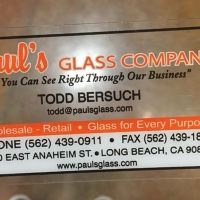 aul's GLASS COMPAN
You Can See Right Through Our Business"
TODD BERSUCH
todd@paulsglass.com
olesale - Retail • Glass for Every Purpo
ONE (562) 439-0911 • FAX (562) 439-18
0 EAST ANAHEIM ST. • LONG BEACH, CA 908
www.paulsglass.com